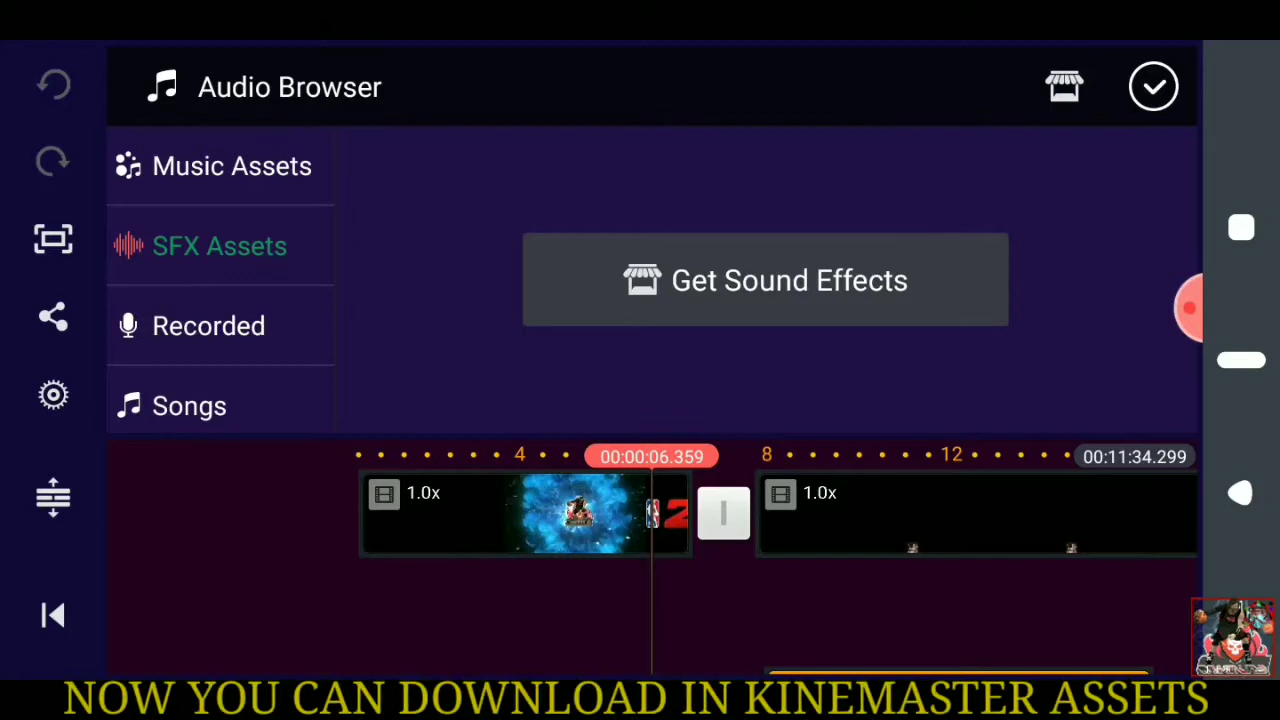 Audio Browser
Music Assets
SFX Assets
Get Sound Effects
Recorded
Songs
4
00:00:06.359
8
12
00:11:34.299
1.0x
1.0x
2
NOW YOU CAN DOWNLOAD IN KINEMASTER ASSETS